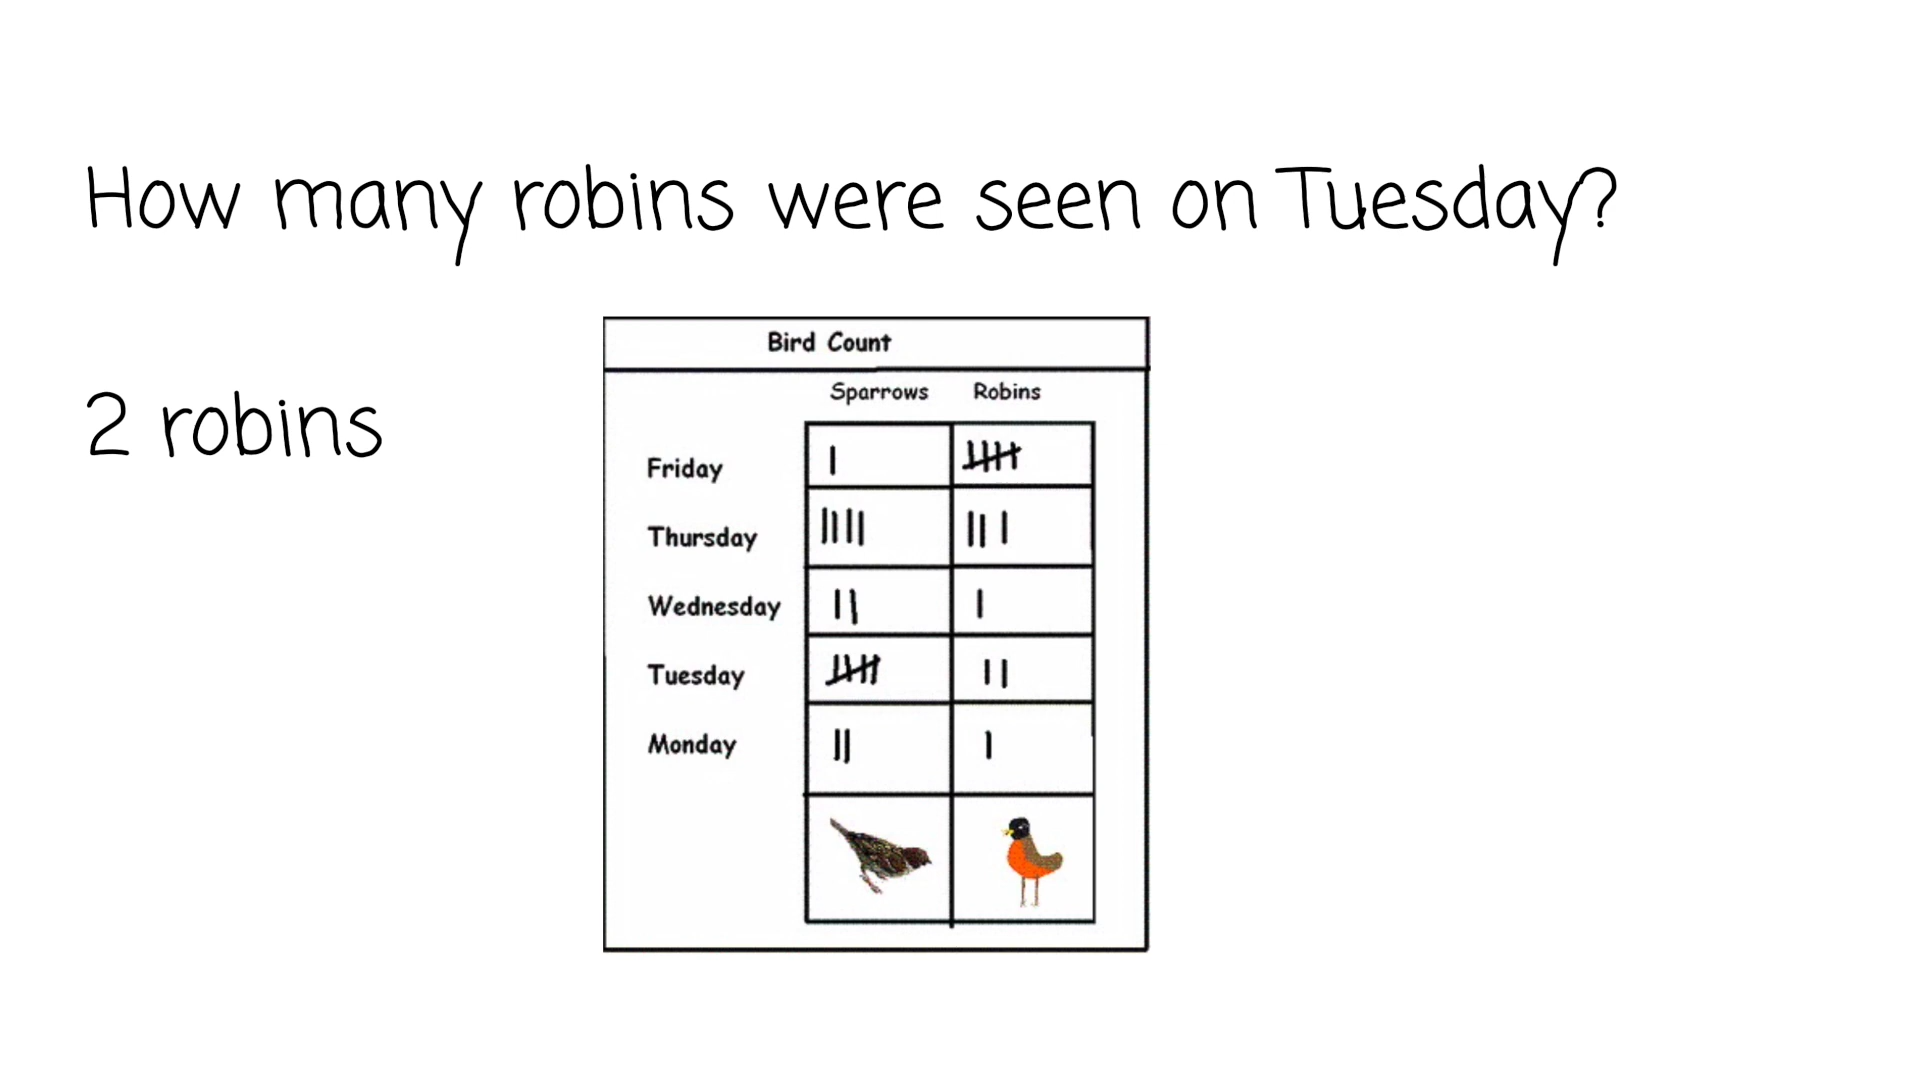 How many robins were seen on Tuesday?
2 robins
Bird Count
Sparrows Robins
Friday
Thursday
Wednesday
Tuesday
Monday